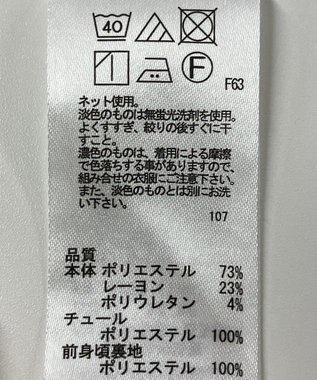 40
F
F63
ネット使用。
淡色のものは無蛍光洗剤を使用。
よくすすぎ、絞りの後すぐに干
すこと。
濃色のものは、着用による摩擦
で色落ちする事がありますので、
組み合せの衣服にご注意下さい。
また、淡色のものとは別にお洗
い下さい。
107
品質
本体 ポリエステル 73%
レーヨン 23%
ポリウレタン 4%
チュール
ポリエステル 100%
前身頃裏地
ポリエステル 100%